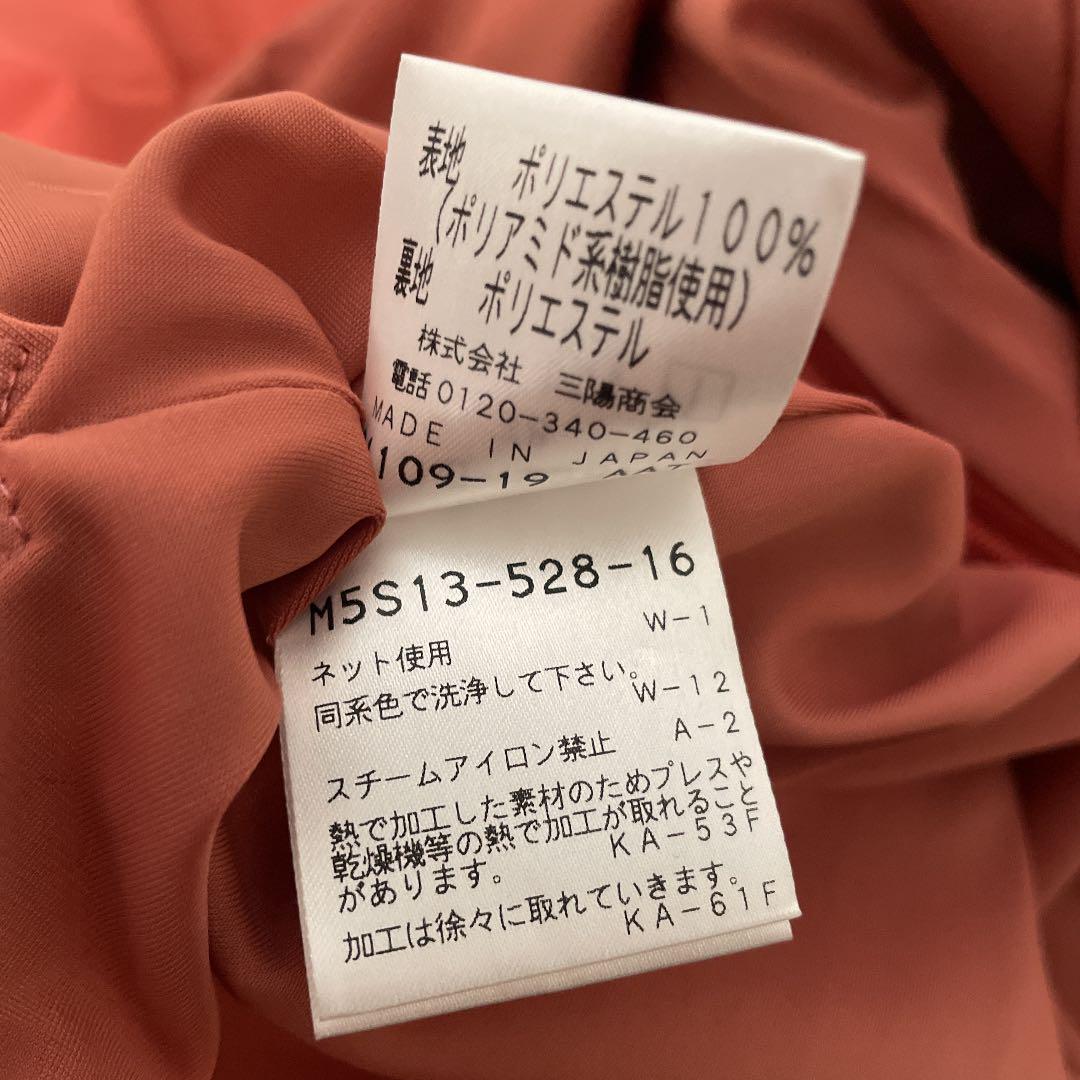 表地　ポリエステル１００％
（ポリアミド系樹脂使用）
裏地　ポリエステル
株式会社　三陽商会
電話0120-340-460
MADE IN JAPAN
109-19
M5S13-528-16
W-1
ネット使用
同系色で洗浄して下さい。
W-12
A-2
スチームアイロン禁止
熱で加工した素材のためプレスや
乾燥機等の熱で加工が取れること
があります。
KA-53F
加工は徐々に取れていきます。
KA-61F